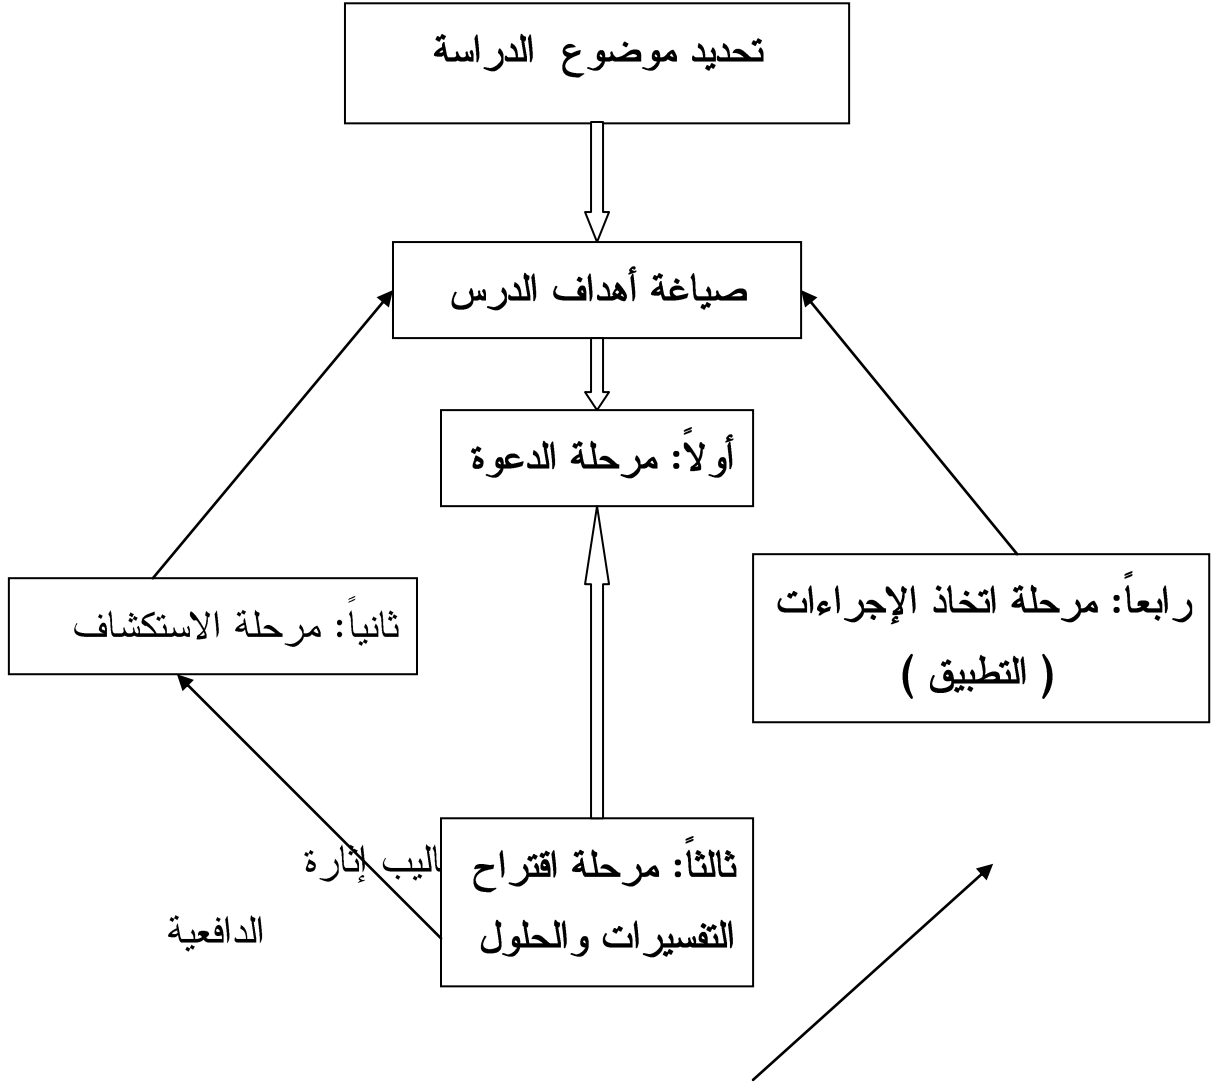 تحديد موضوع الدراسة
صياغة أهداف الدرس
أولاً: مرحلة الدعوة
رابعاً: مرحلة اتخاذ الإجراءات
( التطبيق )
ثانياً: مرحلة الاستكشاف
ثالثاً: مرحلة اقتراح
التفسيرات والحلول
إثارة
الدافعية